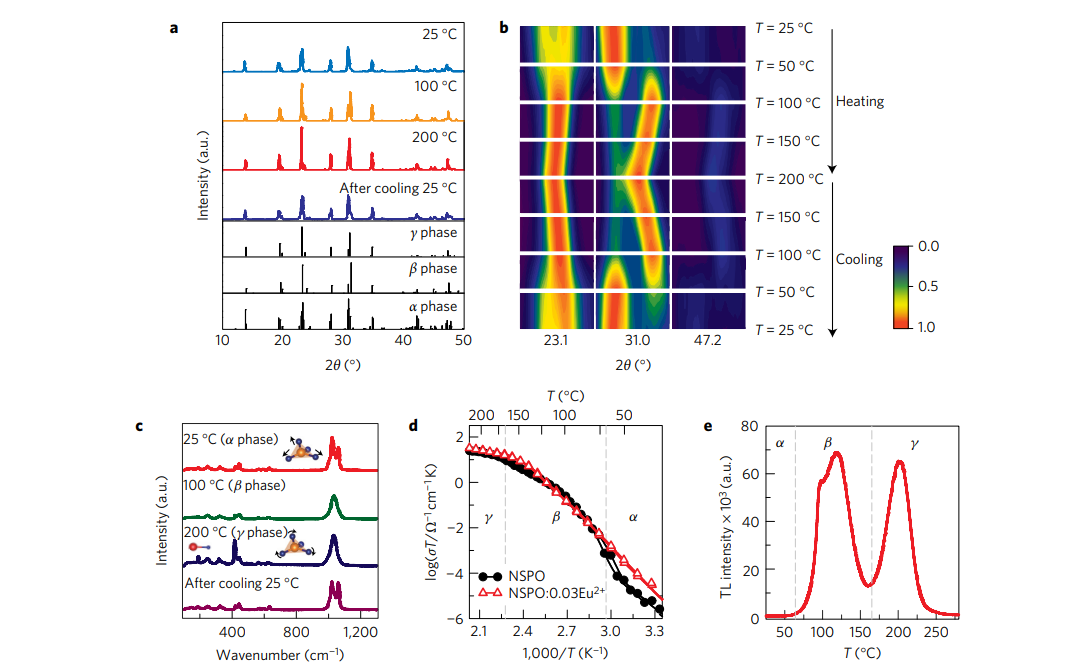 a
25 °C
100 °C
200 °C
After cooling 25 °C
γ phase
β phase
α phase
Intensity (a.u.)
10 20 30 40 50
2θ (°)
b
T = 25 °C
T = 50 °C
T = 100 °C
T = 150 °C
T = 200 °C
T = 150 °C
T = 100 °C
T = 50 °C
T = 25 °C
Heating
Cooling
0.0
0.5
1.0
23.1 31.0 47.2
2θ (°)
c
25 °C (α phase)
100 °C (β phase)
200 °C (γ phase)
After cooling 25 °C
Intensity (a.u.)
400 800 1,200
Wavenumber (cm−1)
d
T (°C)
200 150 100 50
2
0
−2
−4
−6
log(σT/Ω−1 cm−1 K)
γ β α
NSPO
NSPO:0.03Eu2+
2.1 2.4 2.7 3.0 3.3
1,000/T (K−1)
e
80
60
40
20
0
TL intensity × 103 (a.u.)
α β γ
50 100 150 200 250
T (°C)